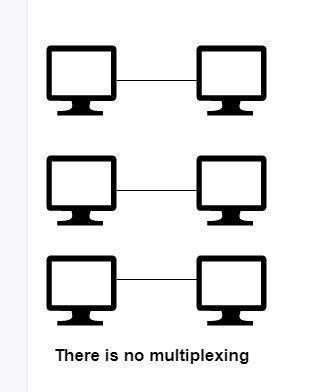 There is no multiplexing